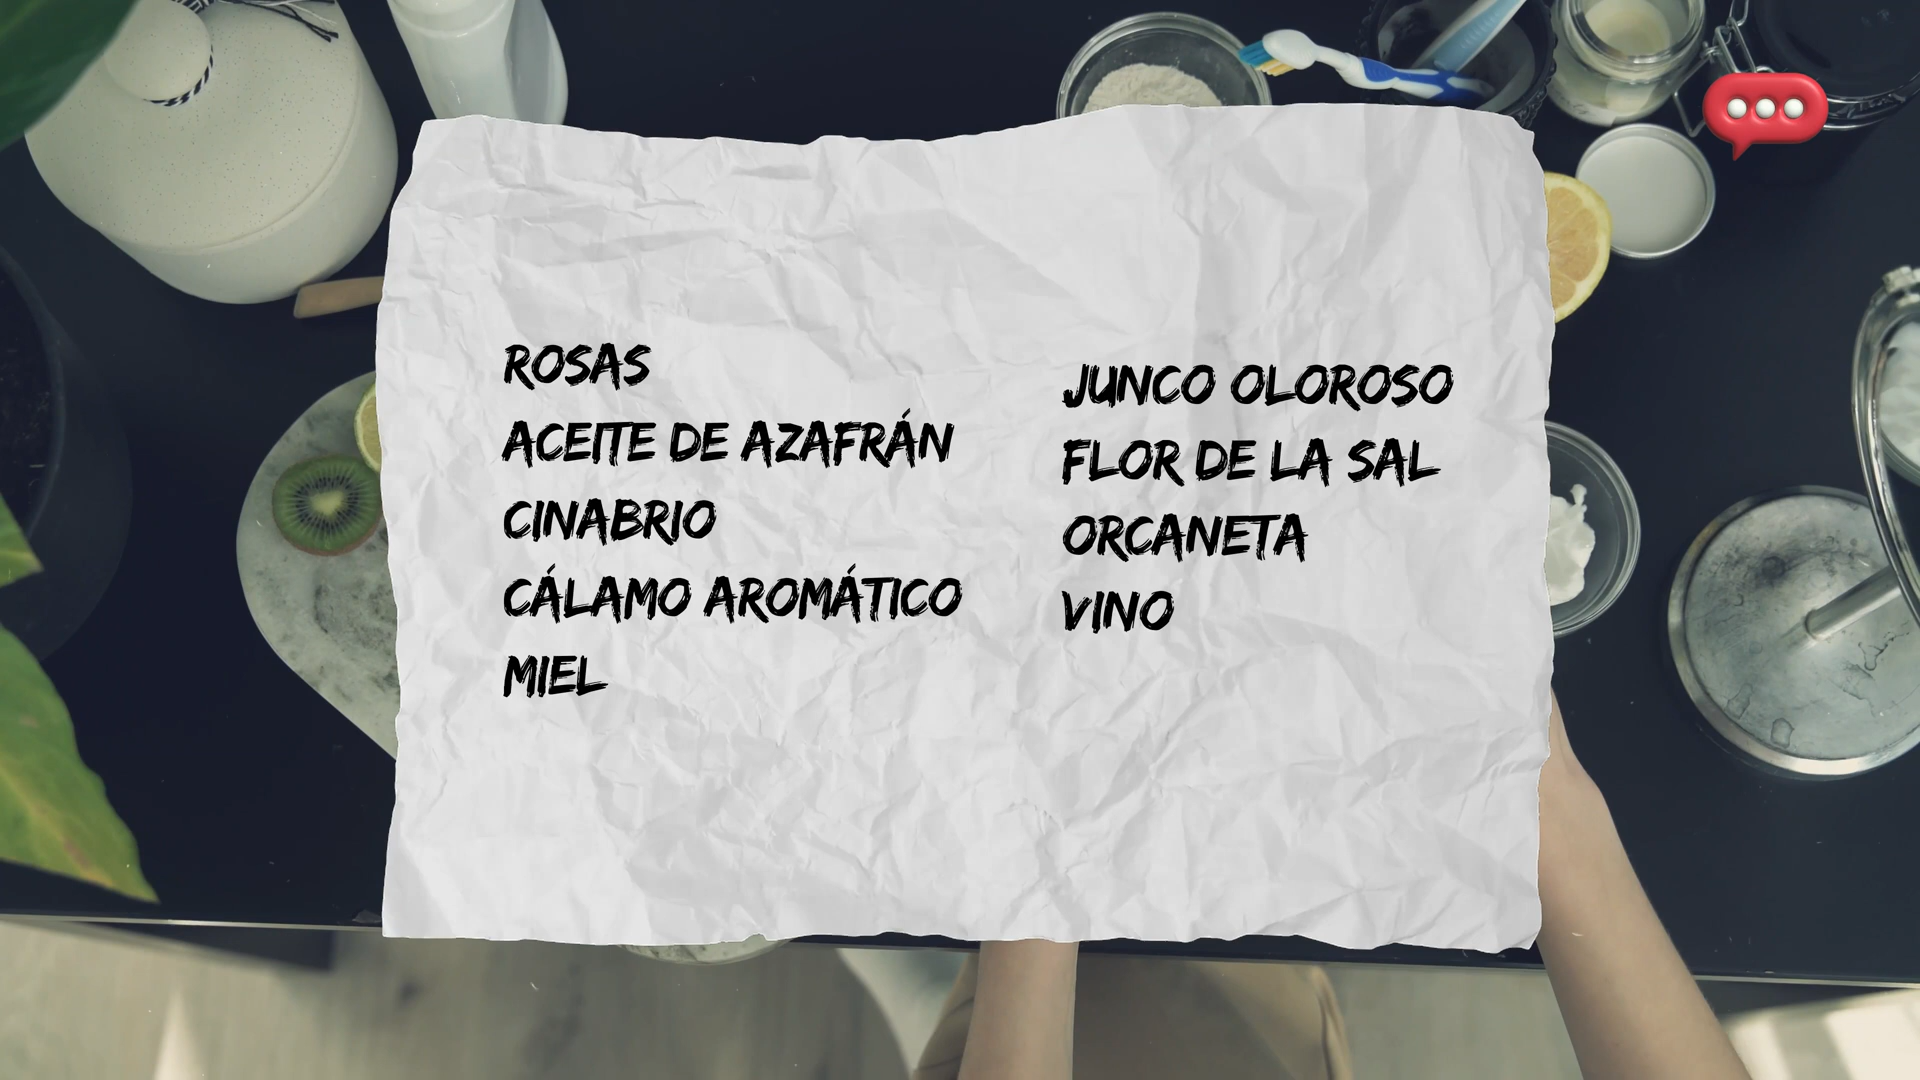 ROSAS
ACEITE DE AZAFRÁN
CINABRIO
CÁLAMO AROMÁTICO
MIEL
JUNCO OLOROSO
FLOR DE LA SAL
ORCANETA
VINO